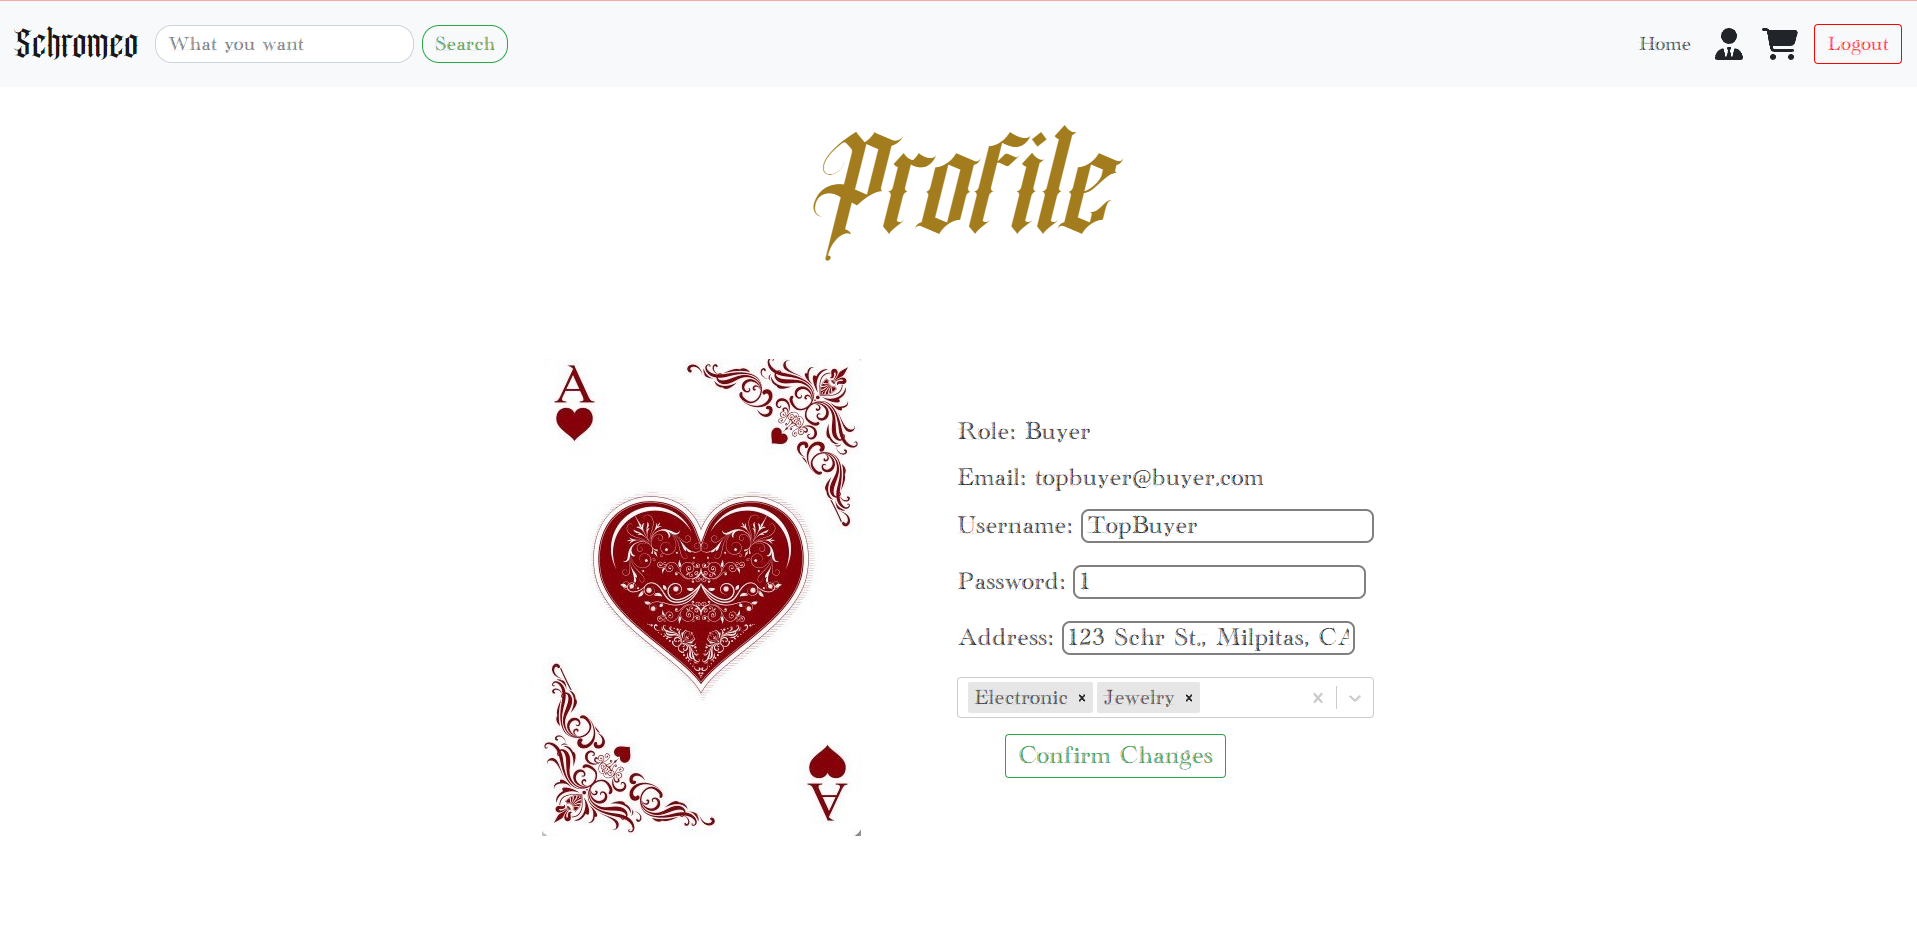 Schromeo
What you want
Search
Home
Logout
Profile
A
Role: Buyer
Email: topbuyer@buyer.com
Username: TopBuyer
Password: 1
Address: 123 Schr St., Milpitas, CA
Electronic × Jewelry ×
Confirm Changes
A